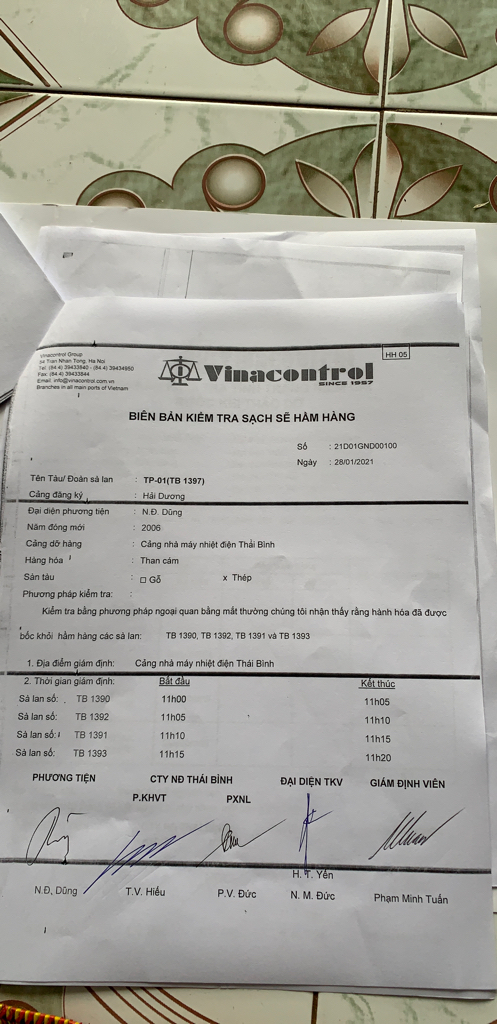 Vinacontrol Group
54 Tran Nhan Tong, Ha Noi
Tel: (84.4) 39433840 - (84.4) 39434950
Fax: (84.4) 39433844
Email: info@vinacontrol.com.vn
Branches in all main ports of Vietnam
HH 05
Vinacontrol
SINCE 1957
BIÊN BẢN KIỂM TRA SẠCH SẼ HẦM HÀNG
Số : 21D01GND00100
Ngày : 28/01/2021
Tên Tàu/ Đoàn sà lan : TP-01(TB 1397)
Cảng đăng ký : Hải Dương
Đại diện phương tiện : N.Đ. Dũng
Năm đóng mới : 2006
Cảng dỡ hàng : Cảng nhà máy nhiệt điện Thái Bình
Hàng hóa : Than cám
Sàn tàu : □ Gỗ x Thép
Phương pháp kiểm tra: :
Kiểm tra bằng phương pháp ngoại quan bằng mắt thường chúng tôi nhận thấy rằng hành hóa đã được
bốc khỏi hầm hàng các sà lan: TB 1390, TB 1392, TB 1391 và TB 1393
1. Địa điểm giám định: Cảng nhà máy nhiệt điện Thái Bình
2. Thời gian giám định: Bắt đầu Kết thúc
Sà lan số: TB 1390 11h00 11h05
Sà lan số: TB 1392 11h05 11h10
Sà lan số: TB 1391 11h10 11h15
Sà lan số: TB 1393 11h15 11h20
PHƯƠNG TIỆN CTY NĐ THÁI BÌNH ĐẠI DIỆN TKV GIÁM ĐỊNH VIÊN
P.KHVT PXNL
H. T. Yến
N.Đ, Dũng T.V. Hiếu P.V. Đức N. M. Đức Phạm Minh Tuấn